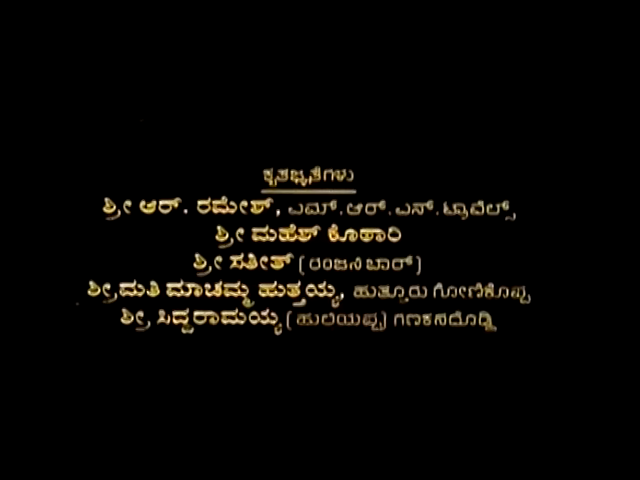 ಕೃತಜ್ಞತೆಗಳು
ಶ್ರೀ ಆರ್. ರಮೇಶ್, ಎಮ್.ಆರ್.ಎಸ್.ಟ್ರಾವೆಲ್ಸ್
ಶ್ರೀ ಮಹೇಶ್ ಕೊಠಾರಿ
ಶ್ರೀ ಸತೀಶ್ (ರಂಜನಿ ಬಾರ್)
ಶ್ರೀಮತಿ ಮಾಚಮ್ಮ ಹುತ್ತಯ್ಯ, ಹುತ್ತೂರು ಗೋಣಿಕೊಪ್ಪ
ಶ್ರೀ ಸಿದ್ದರಾಮಯ್ಯ (ಹುಲಿಯಪ್ಪ) ಗಣಕನದೊಡ್ಡಿ